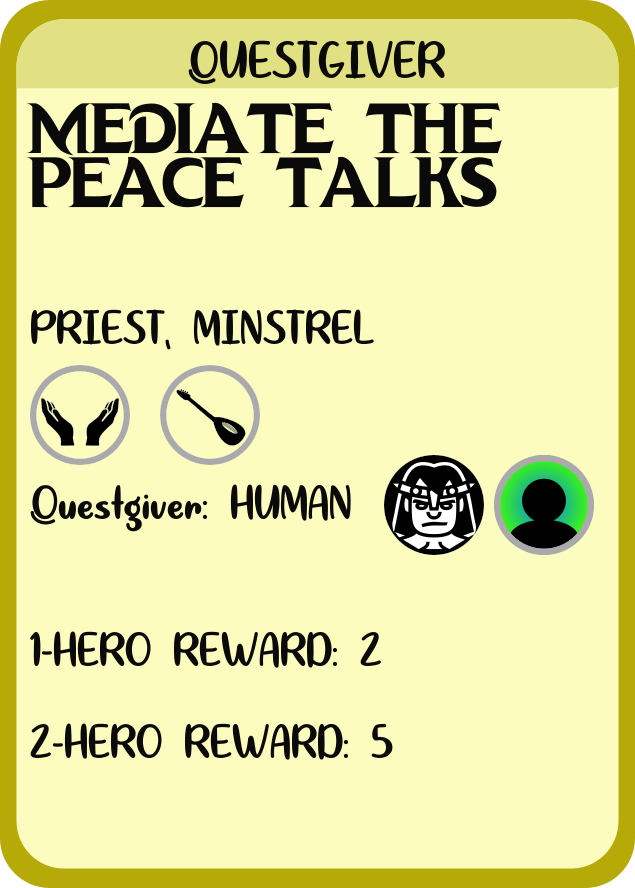 QUESTGIVER
MEDIATE THE
PEACE TALKS
PRIEST, MINSTREL
Questgiver: HUMAN
1-HERO REWARD: 2
2-HERO REWARD: 5